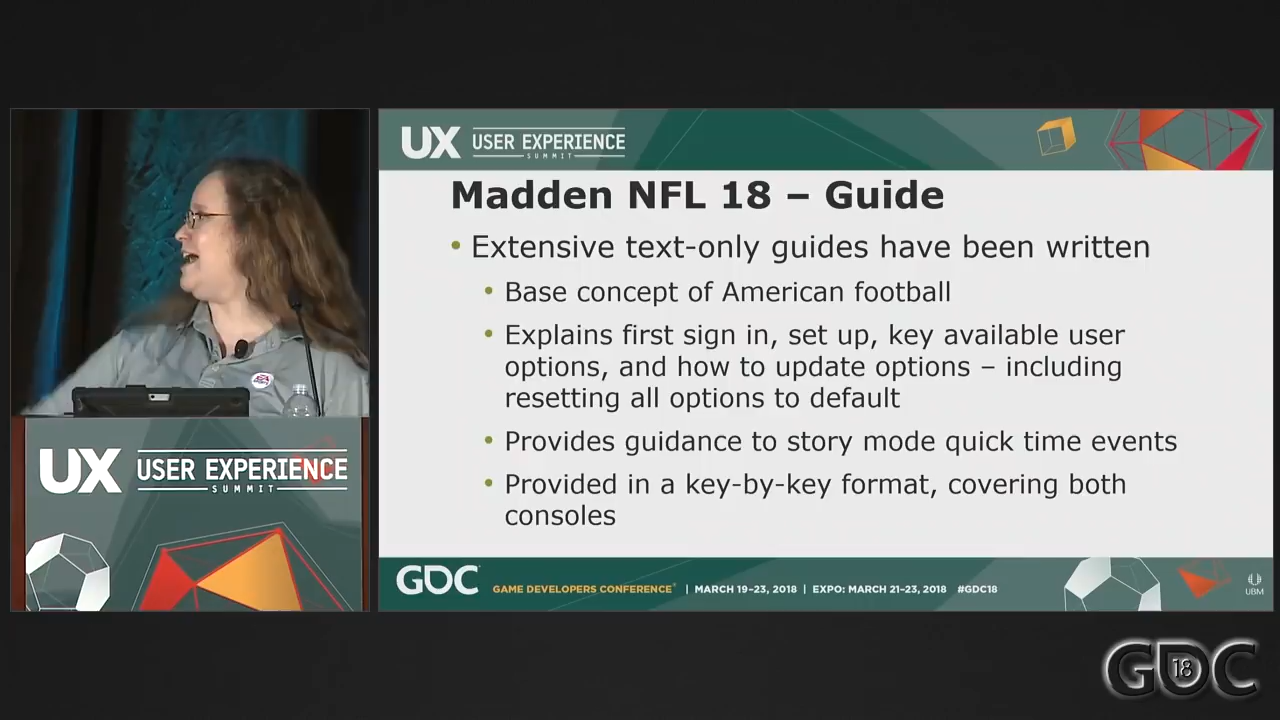 UX USER EXPERIENCE
SUMMIT
Madden NFL 18 – Guide
• Extensive text-only guides have been written
• Base concept of American football
• Explains first sign in, set up, key available user
options, and how to update options – including
resetting all options to default
• Provides guidance to story mode quick time events
• Provided in a key-by-key format, covering both
consoles
EA
UX USER EXPERIENCE
SUMMIT
GDC GAME DEVELOPERS CONFERENCE® | MARCH 19–23, 2018 | EXPO: MARCH 21–23, 2018 #GDC18
UBM
GDC 18